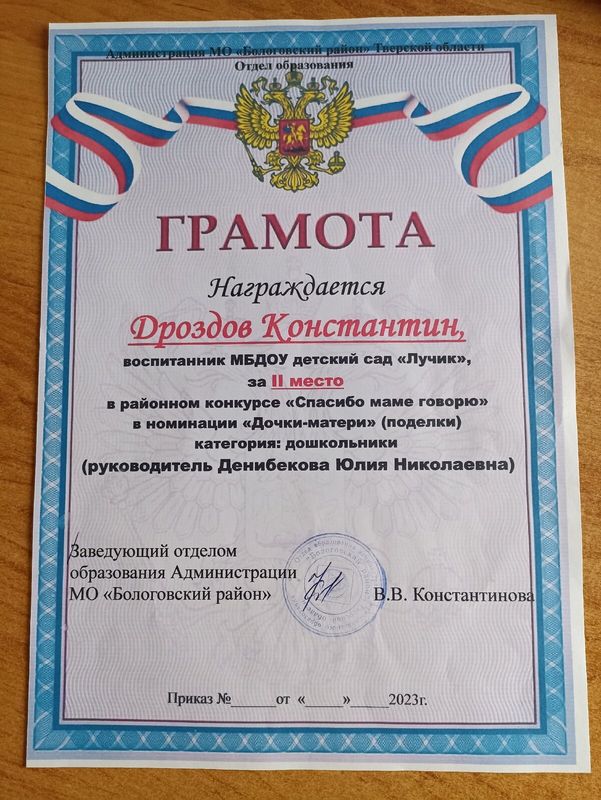 Администрация МО «Бологовский район» Тверской области
Отдел образования
ГРАМОТА
Награждается
Дроздов Константин,
воспитанник МБДОУ детский сад «Лучик»,
за II место
в районном конкурсе «Спасибо маме говорю»
в номинации «Дочки-матери» (поделки)
категория: дошкольники
(руководитель Денибекова Юлия Николаевна)
Заведующий отделом
образования Администрации
МО «Бологовский район»
В.В. Константинова
Приказ №______от «_____»_____2023г.